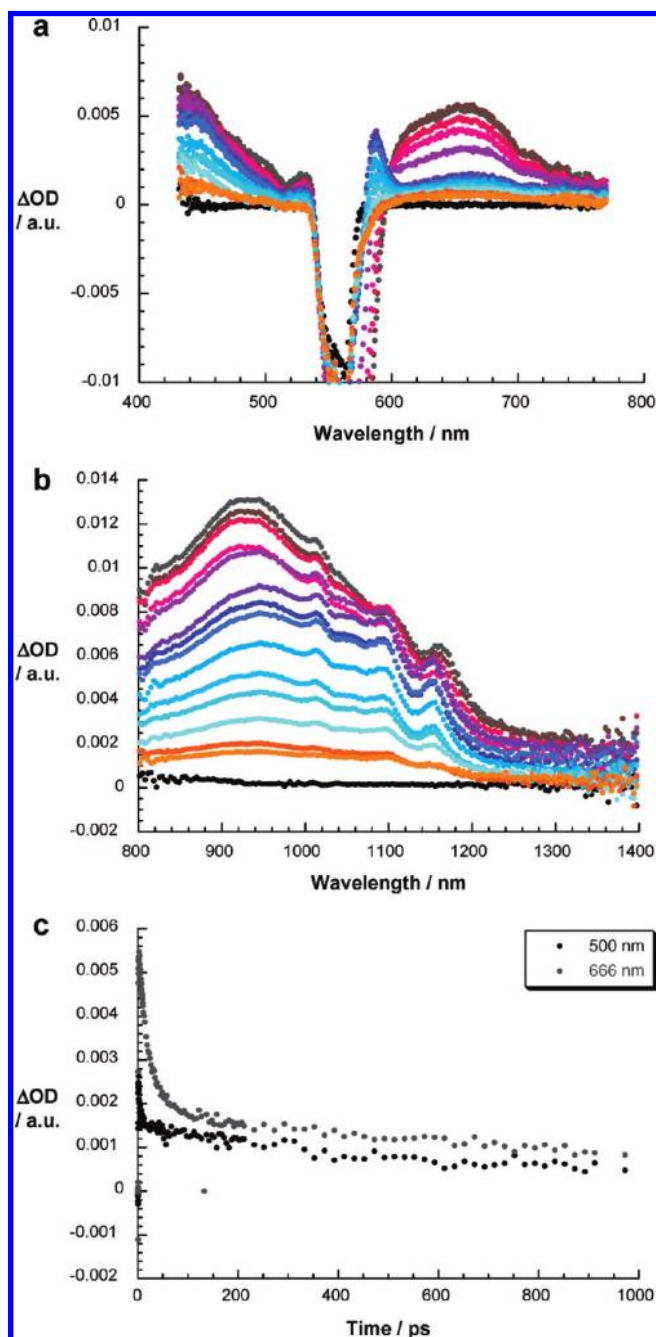 a
0.01
0.005
0
-0.005
-0.01
ΔOD
/ a.u.
400 500 600 700 800
Wavelength / nm
b
0.014
0.012
0.01
0.008
0.006
0.004
0.002
0
-0.002
ΔOD
/ a.u.
800 900 1000 1100 1200 1300 1400
Wavelength / nm
c
0.006
0.005
0.004
0.003
0.002
0.001
0
-0.001
-0.002
ΔOD
/ a.u.
500 nm
666 nm
0 200 400 600 800 1000
Time / ps